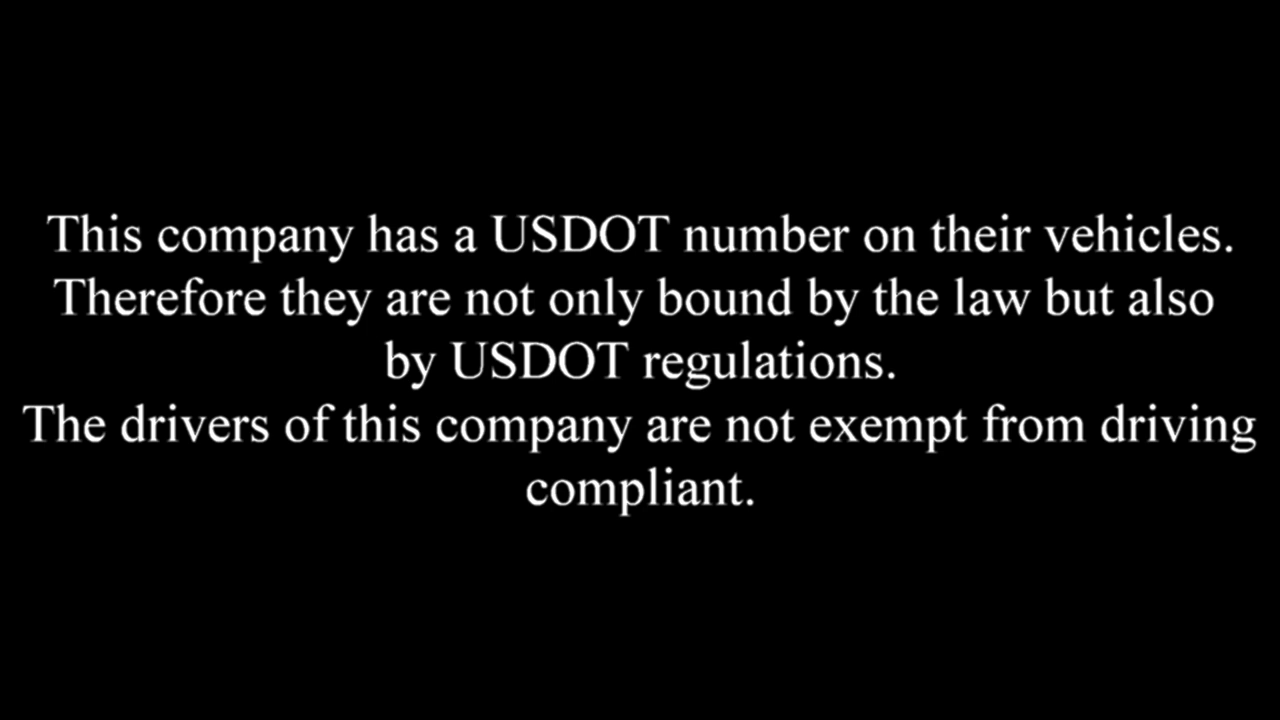 This company has a USDOT number on their vehicles.
Therefore they are not only bound by the law but also
by USDOT regulations.
The drivers of this company are not exempt from driving
compliant.